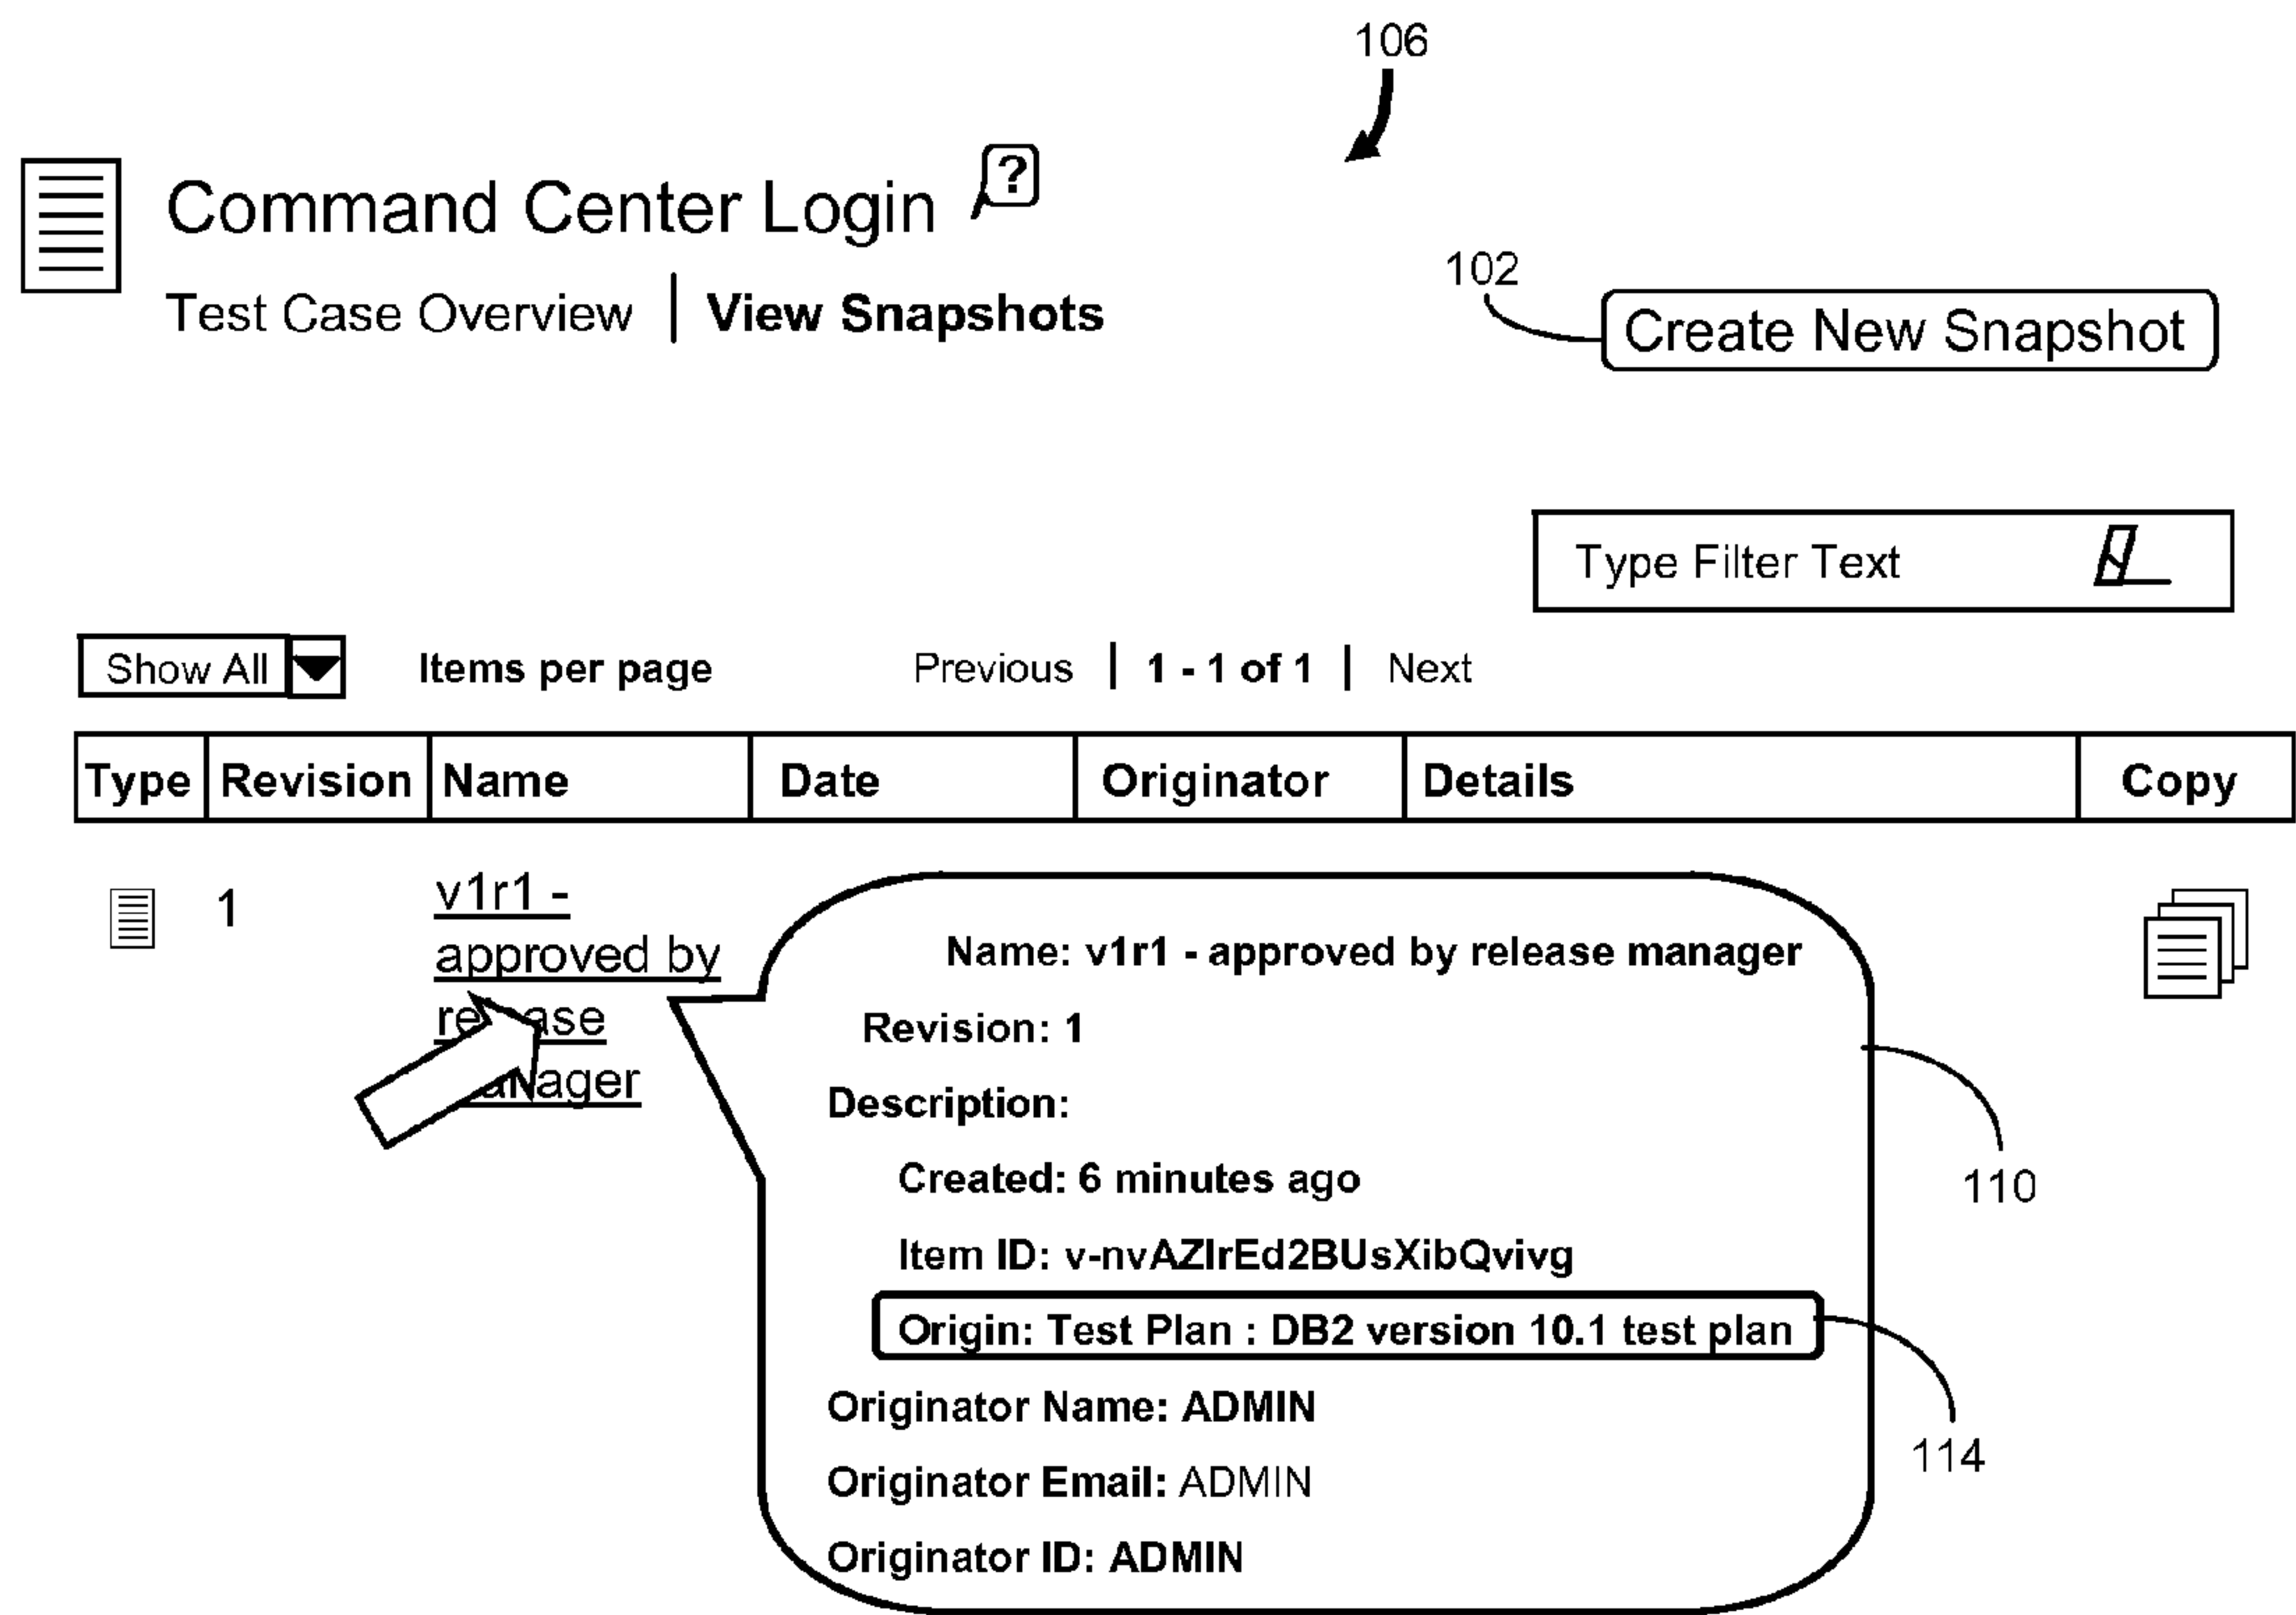 106
Command Center Login ?
102
Test Case Overview | View Snapshots
Create New Snapshot
Type Filter Text
Show All Items per page Previous | 1 - 1 of 1 | Next
Type Revision Name Date Originator Details Copy
1 v1r1 -
approved by
Name: v1r1 - approved by release manager
Revision: 1
Description:
Created: 6 minutes ago
110
Item ID: v-nvAZIrEd2BUsXibQvivg
Origin: Test Plan : DB2 version 10.1 test plan
Originator Name: ADMIN
114
Originator Email: ADMIN
Originator ID: ADMIN